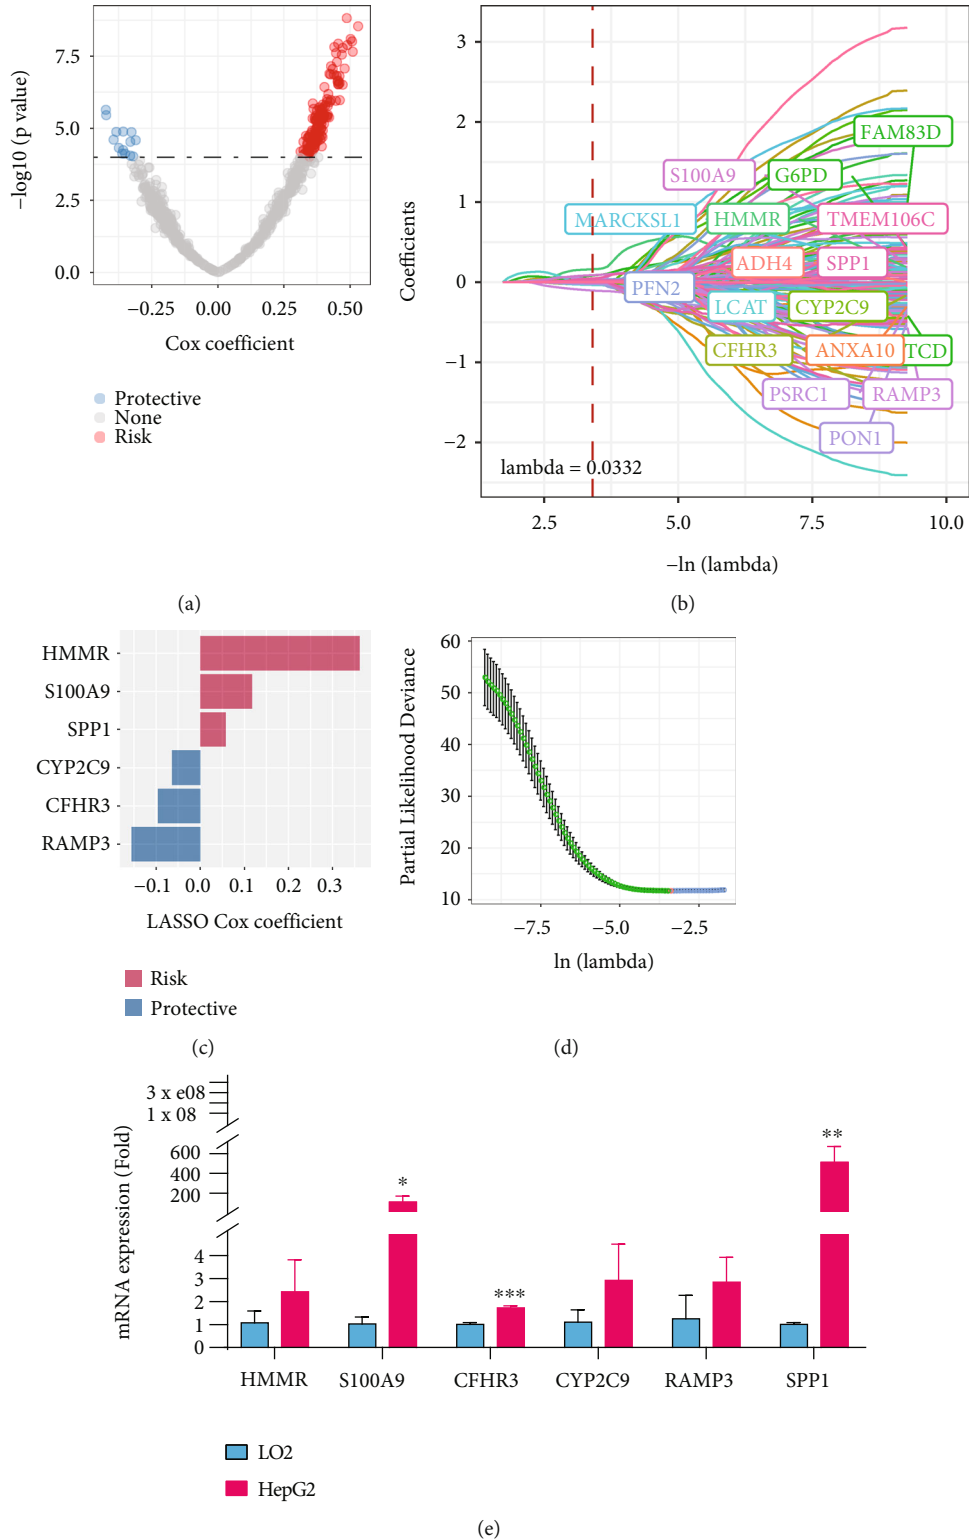 7.5
5.0
2.5
0.0
−log10 (p value)
−0.25 0.00 0.25 0.50
Cox coefficient
Protective
None
Risk
(a)
3
2
1
0
−1
−2
Coefficients
FAM83D
S100A9 G6PD
MARCKSL1 HMMR TMEM106C
ADH4 SPP1
PFN2
LCAT CYP2C9
CFHR3 ANXA10 TCD
PSRC1 RAMP3
PON1
lambda = 0.0332
2.5 5.0 7.5 10.0
−ln (lambda)
(b)
HMMR
S100A9
SPP1
CYP2C9
CFHR3
RAMP3
−0.1 0.0 0.1 0.2 0.3
LASSO Cox coefficient
Risk
Protective
(c)
60
50
40
30
20
10
Partial Likelihood Deviance
−7.5 −5.0 −2.5
ln (lambda)
(d)
3 x e08
1 x 08
600
400
200
4
3
2
1
0
mRNA expression (Fold)
*
***
**
HMMR S100A9 CFHR3 CYP2C9 RAMP3 SPP1
LO2
HepG2
(e)